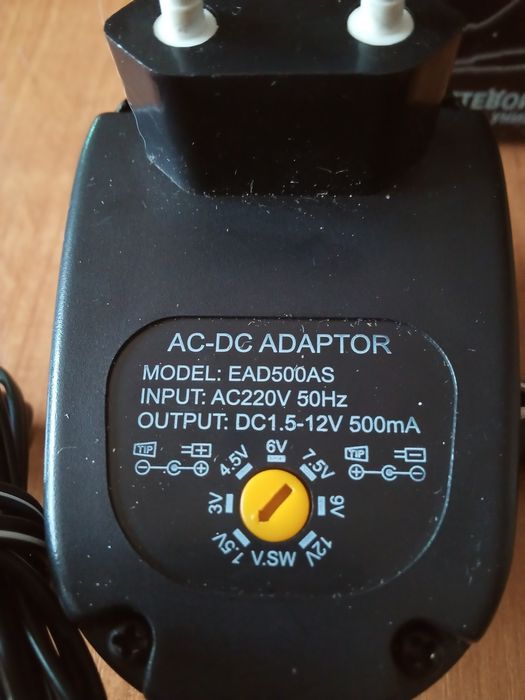 AC-DC ADAPTOR
MODEL: EAD500AS
INPUT: AC220V 50Hz
OUTPUT: DC1.5-12V 500mA
TIP
TIP
1.5V
3V
4.5V
6V
7.5V
9V
12V
V.SW